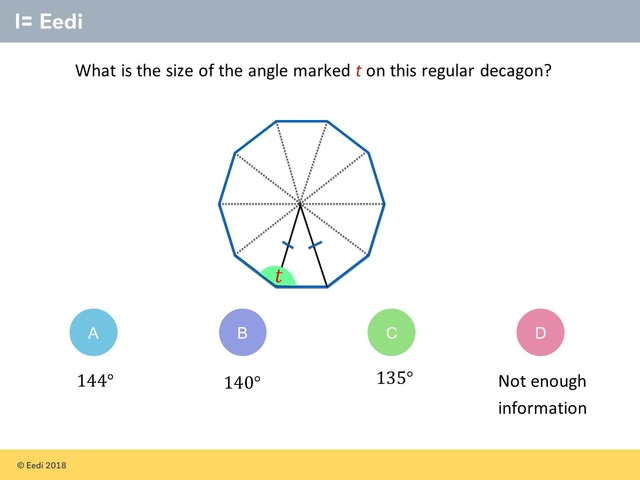 I= Eedi
What is the size of the angle marked t on this regular decagon?
t
A
B
C
D
144°
140°
135°
Not enough
information
© Eedi 2018